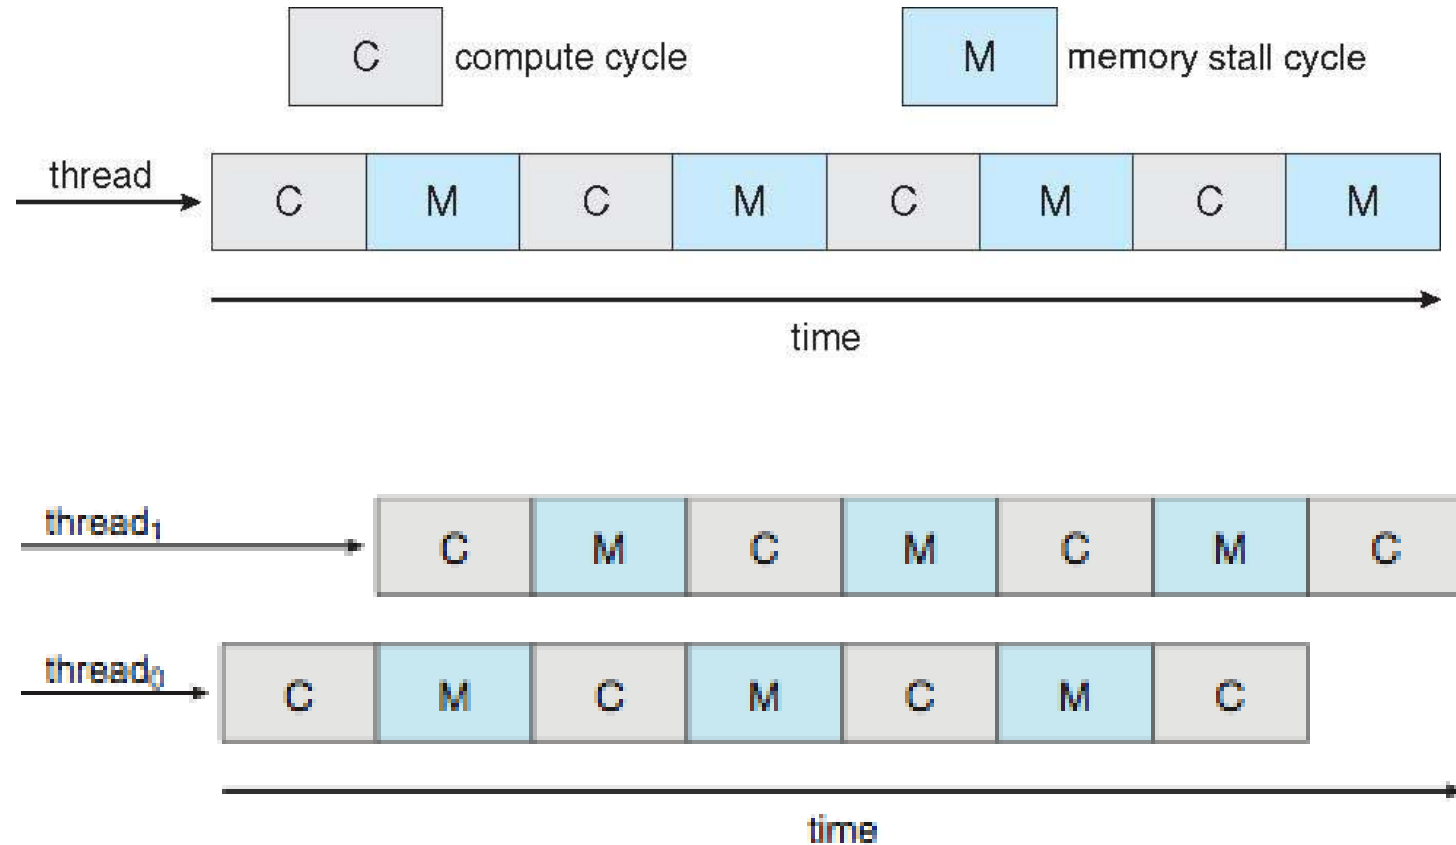 C compute cycle M memory stall cycle
thread C M C M C M C M
time
thread₁ C M C M C M C
thread₀ C M C M C M C
time